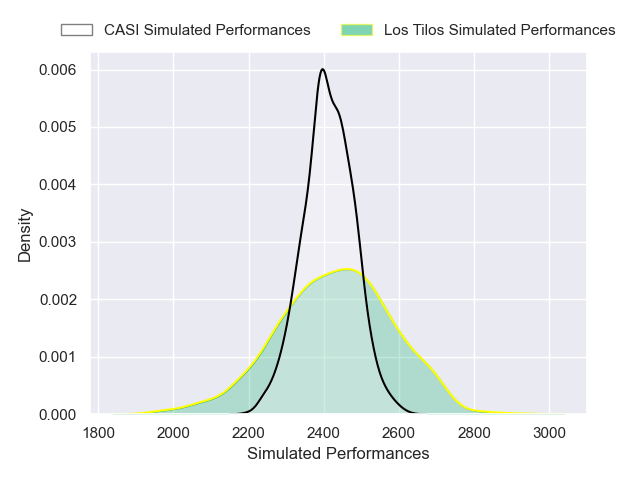 CASI Simulated Performances Los Tilos Simulated Performances
0.006
0.005
0.004
0.003
0.002
0.001
0.000
Density
1800 2000 2200 2400 2600 2800 3000
Simulated Performances